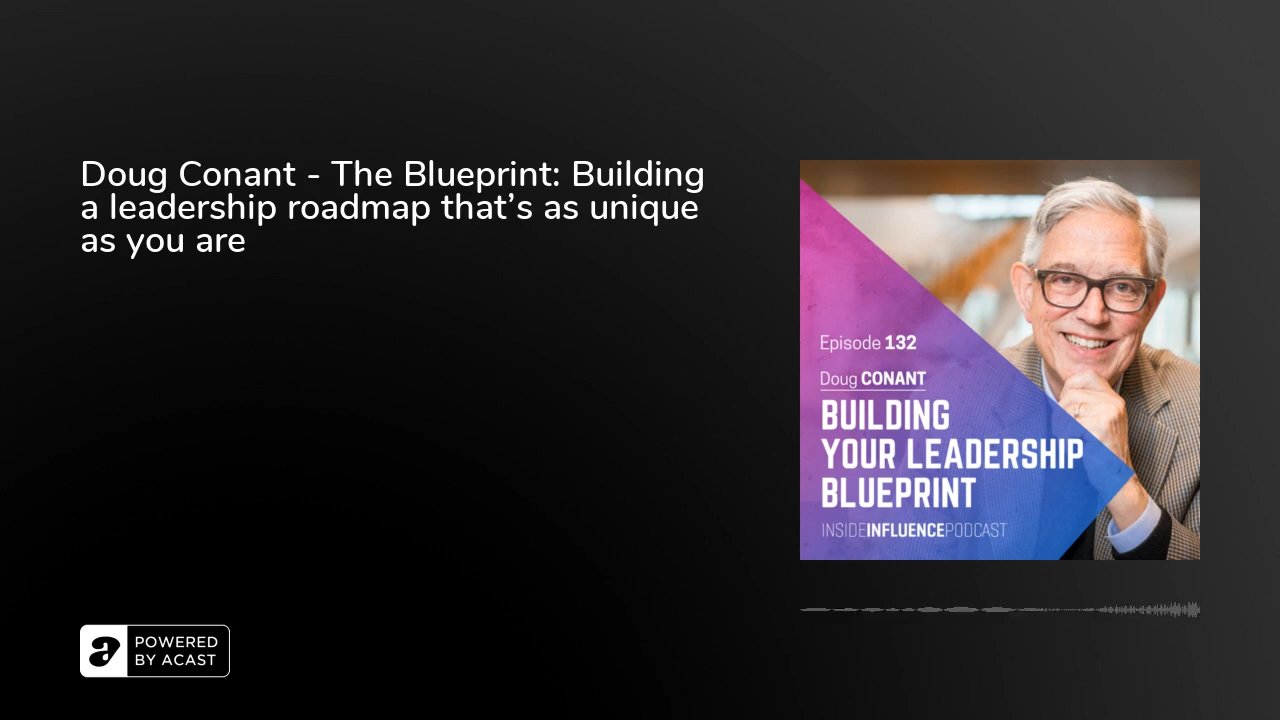 Doug Conant - The Blueprint: Building
a leadership roadmap that’s as unique
as you are
Episode 132
Doug CONANT
BUILDING
YOUR LEADERSHIP
BLUEPRINT
INSIDEINFLUENCEPODCAST
POWERED
BY ACAST